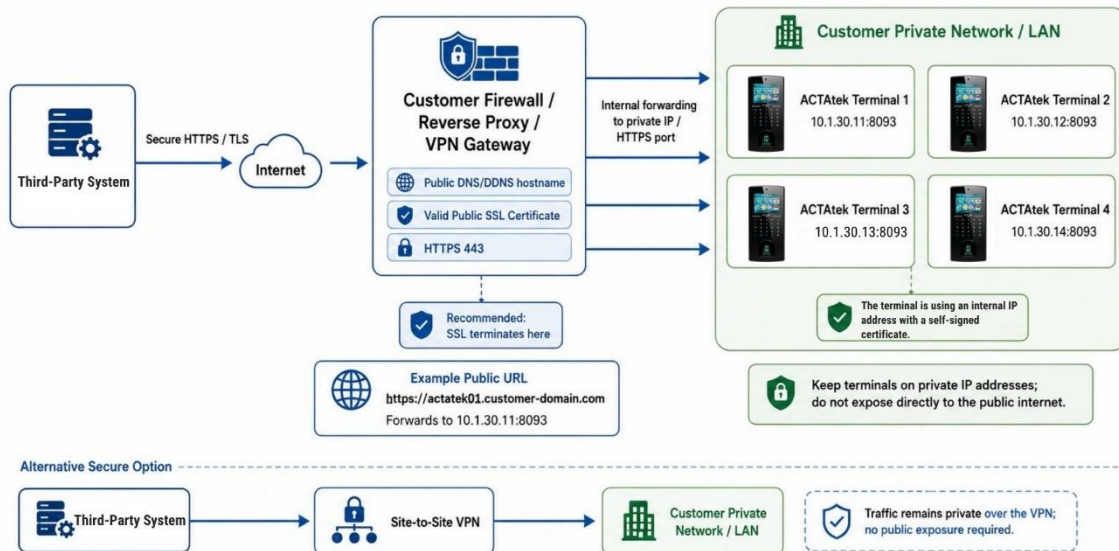 Customer Private Network / LAN
Customer Firewall /
Reverse Proxy /
VPN Gateway
Third-Party System
Secure HTTPS / TLS
Internet
Public DNS/DDNS hostname
Valid Public SSL Certificate
HTTPS 443
Internal forwarding
to private IP /
HTTPS port
ACTAtek Terminal 1
10.1.30.11:8093
ACTAtek Terminal 2
10.1.30.12:8093
ACTAtek Terminal 3
10.1.30.13:8093
ACTAtek Terminal 4
10.1.30.14:8093
Recommended:
SSL terminates here
The terminal is using an internal IP
address with a self-signed
certificate.
Example Public URL
https://actatek01.customer-domain.com
Forwards to 10.1.30.11:8093
Keep terminals on private IP addresses;
do not expose directly to the public internet.
Alternative Secure Option
Third-Party System
Site-to-Site VPN
Customer Private
Network / LAN
Traffic remains private over the VPN;
no public exposure required.